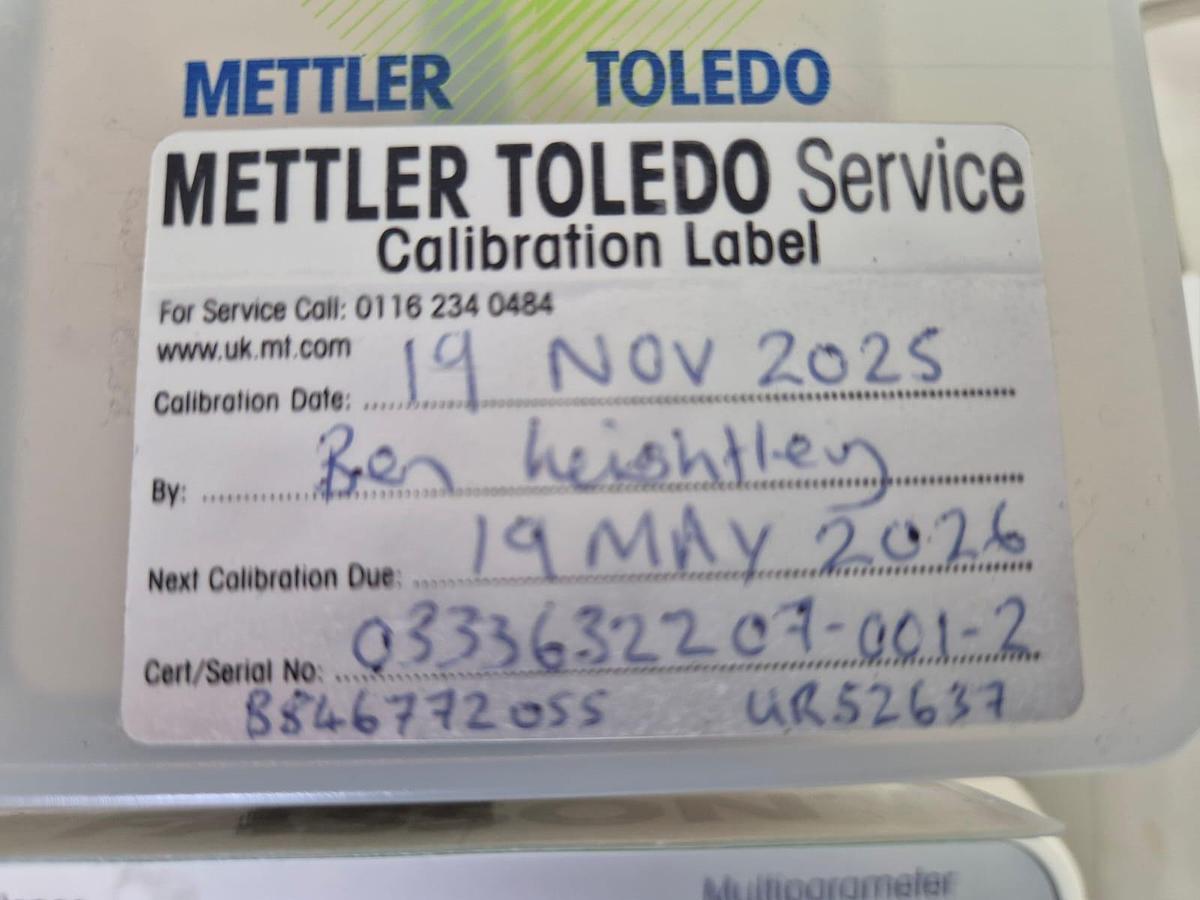 METTLER TOLEDO
METTLER TOLEDO Service
Calibration Label
For Service Call: 0116 234 0484
www.uk.mt.com
Calibration Date: 19 NOV 2025
By: Ben
Next Calibration Due: 19 MAY 2026
Cert/Serial No: 0333632207-001-2
B846772055 UR52637
Multiparameter